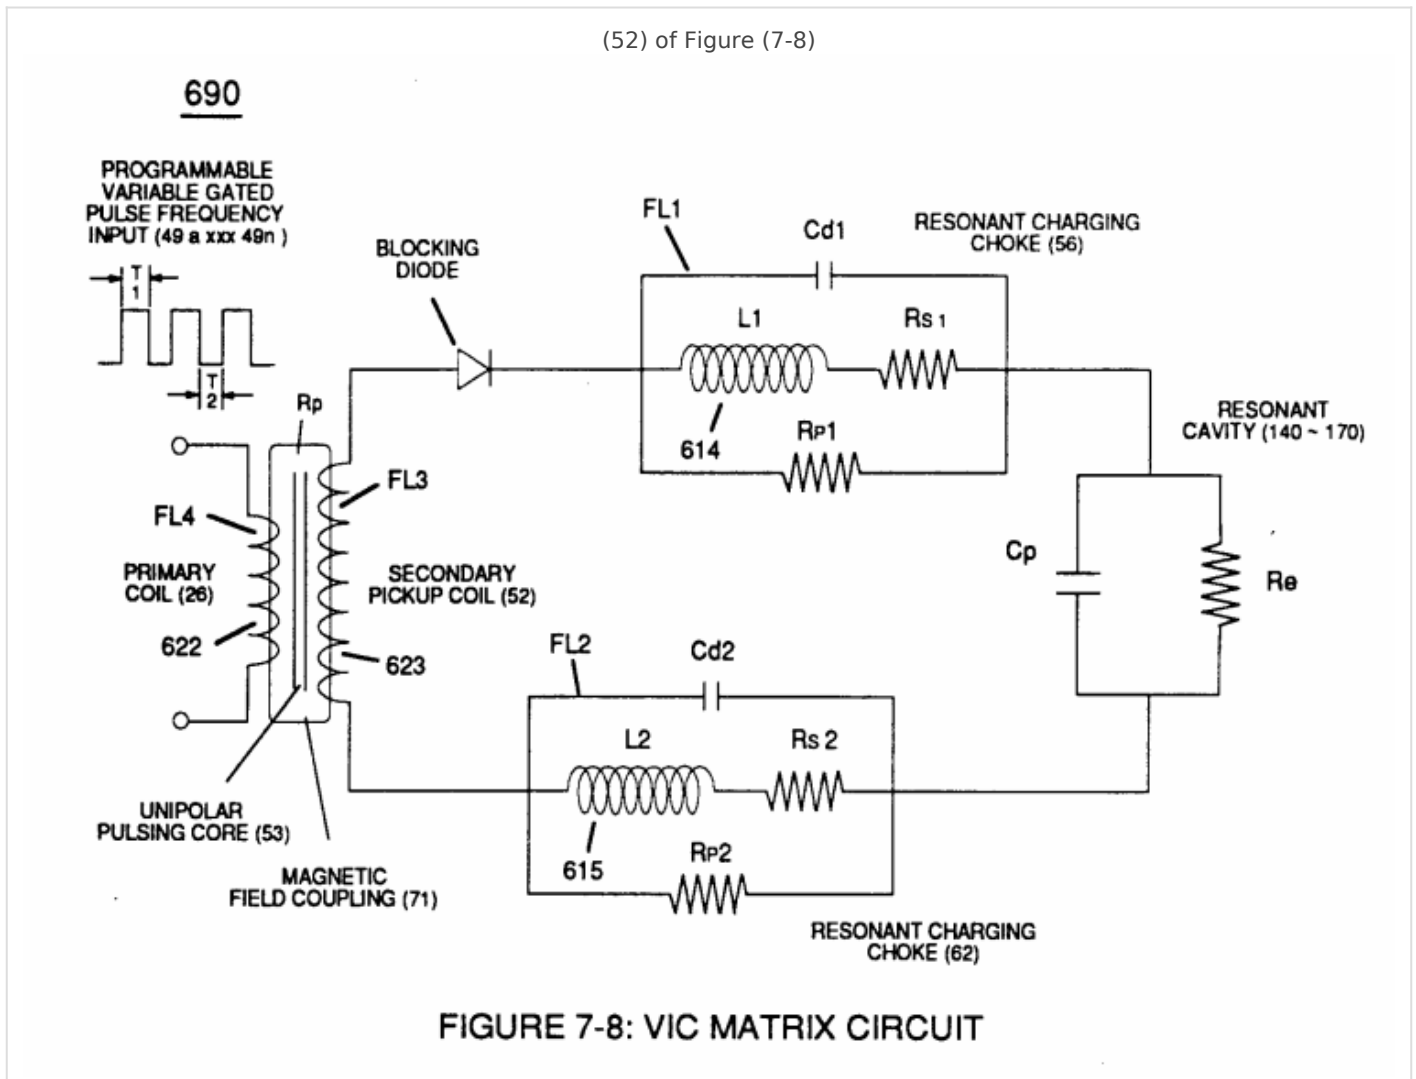 (52) of Figure (7-8)
690
PROGRAMMABLE
VARIABLE GATED
PULSE FREQUENCY
INPUT (49 a xxx 49n )
T
1
T
2
BLOCKING
DIODE
FL1
Cd1
RESONANT CHARGING
CHOKE (56)
L1
Rs 1
614
RP1
RESONANT
CAVITY (140 ~ 170)
Rp
FL3
FL4
PRIMARY
COIL (26)
622
SECONDARY
PICKUP COIL (52)
623
Cp
Re
FL2
Cd2
L2
Rs 2
615
RP2
UNIPOLAR
PULSING CORE (53)
MAGNETIC
FIELD COUPLING (71)
RESONANT CHARGING
CHOKE (62)
FIGURE 7-8: VIC MATRIX CIRCUIT